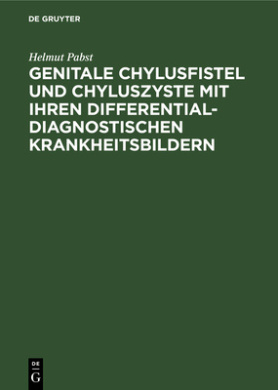 DE GRUYTER
Helmut Pabst
GENITALE CHYLUSFISTEL
UND CHYLUSZYSTE MIT
IHREN DIFFERENTIAL-
DIAGNOSTISCHEN
KRANKHEITSBILDERN
DE
G